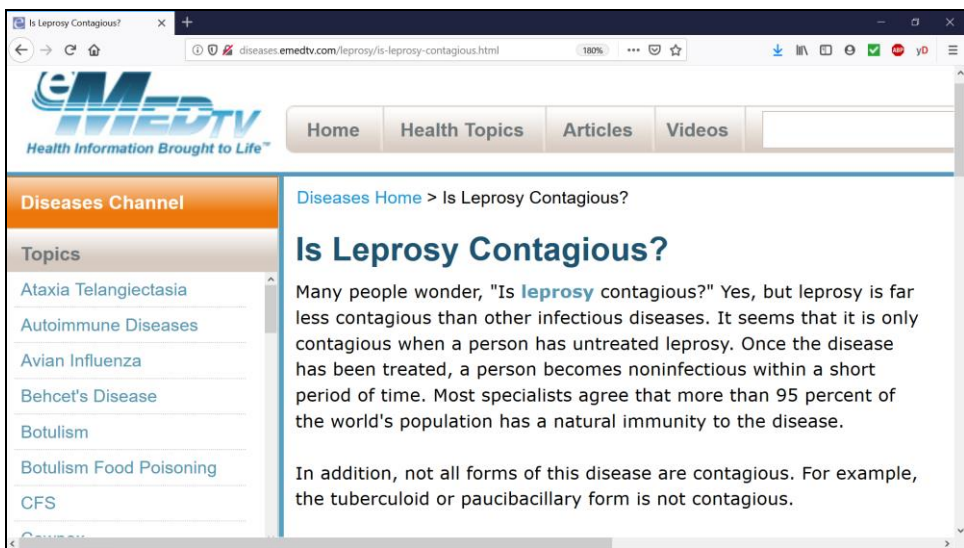 Is Leprosy Contagious?
diseases.emedtv.com/leprosy/is-leprosy-contagious.html
180%
ABP
yD
eMEDTV
Health Information Brought to Life™
Home
Health Topics
Articles
Videos
Diseases Channel
Topics
Ataxia Telangiectasia
Autoimmune Diseases
Avian Influenza
Behcet's Disease
Botulism
Botulism Food Poisoning
CFS
Diseases Home > Is Leprosy Contagious?
Is Leprosy Contagious?
Many people wonder, "Is leprosy contagious?" Yes, but leprosy is far
less contagious than other infectious diseases. It seems that it is only
contagious when a person has untreated leprosy. Once the disease
has been treated, a person becomes noninfectious within a short
period of time. Most specialists agree that more than 95 percent of
the world's population has a natural immunity to the disease.
In addition, not all forms of this disease are contagious. For example,
the tuberculoid or paucibacillary form is not contagious.